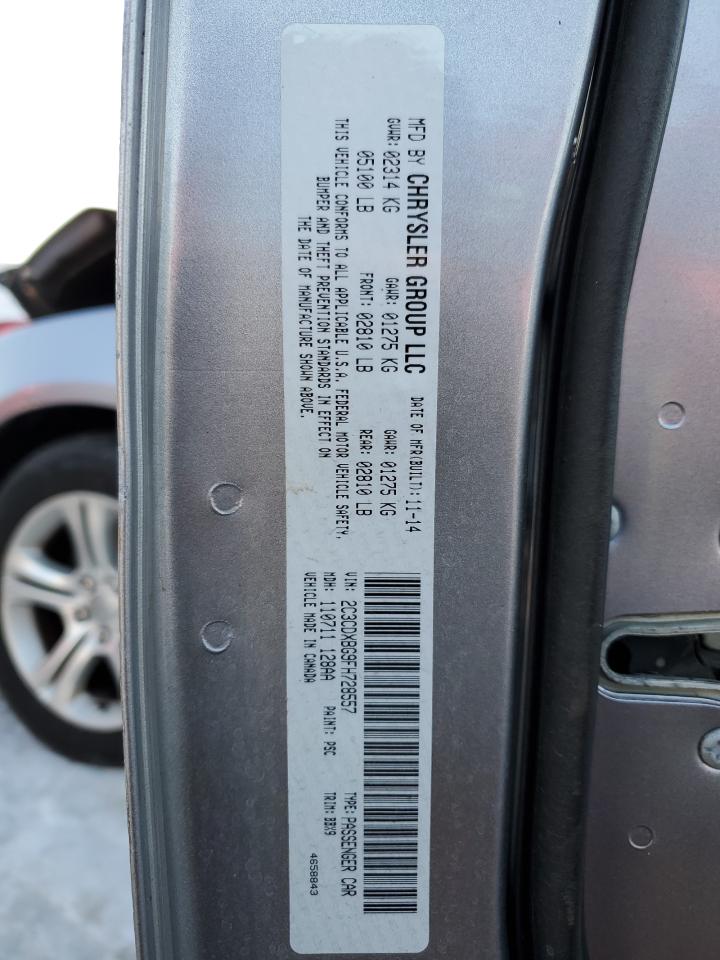 MFD BY CHRYSLER GROUP LLC DATE OF MFR(BUILT): 11-14
GVWR: 02314 KG GAWR: 01275 KG GAWR: 01275 KG
05100 LB FRONT: 02810 LB REAR: 02810 LB
THIS VEHICLE CONFORMS TO ALL APPLICABLE U.S.A. FEDERAL MOTOR VEHICLE SAFETY,
BUMPER AND THEFT PREVENTION STANDARDS IN EFFECT ON
THE DATE OF MANUFACTURE SHOWN ABOVE.
VIN: 2C3CDXBG9FH728557 TYPE: PASSENGER CAR
MDH: 110711 128AA PAINT: PSC TRIM: BBX9
VEHICLE MADE IN CANADA 4658843